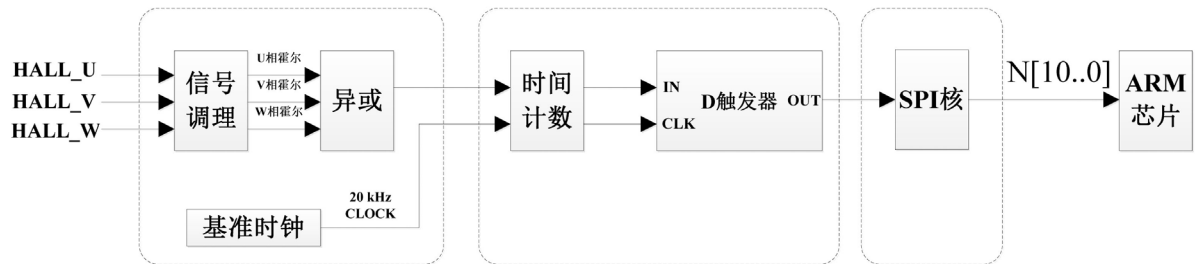 HALL_U
HALL_V
HALL_W
信号
调理
U相霍尔
V相霍尔
W相霍尔
异或
20 kHz
CLOCK
基准时钟
时间
计数
IN
CLK
D触发器
OUT
SPI核
N[10..0]
ARM
芯片